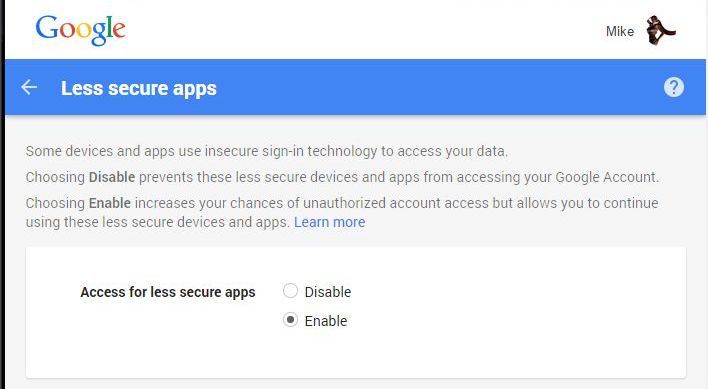 Google
Mike
Less secure apps
?
Some devices and apps use insecure sign-in technology to access your data.
Choosing Disable prevents these less secure devices and apps from accessing your Google Account.
Choosing Enable increases your chances of unauthorized account access but allows you to continue
using these less secure devices and apps. Learn more
Access for less secure apps
Disable
Enable